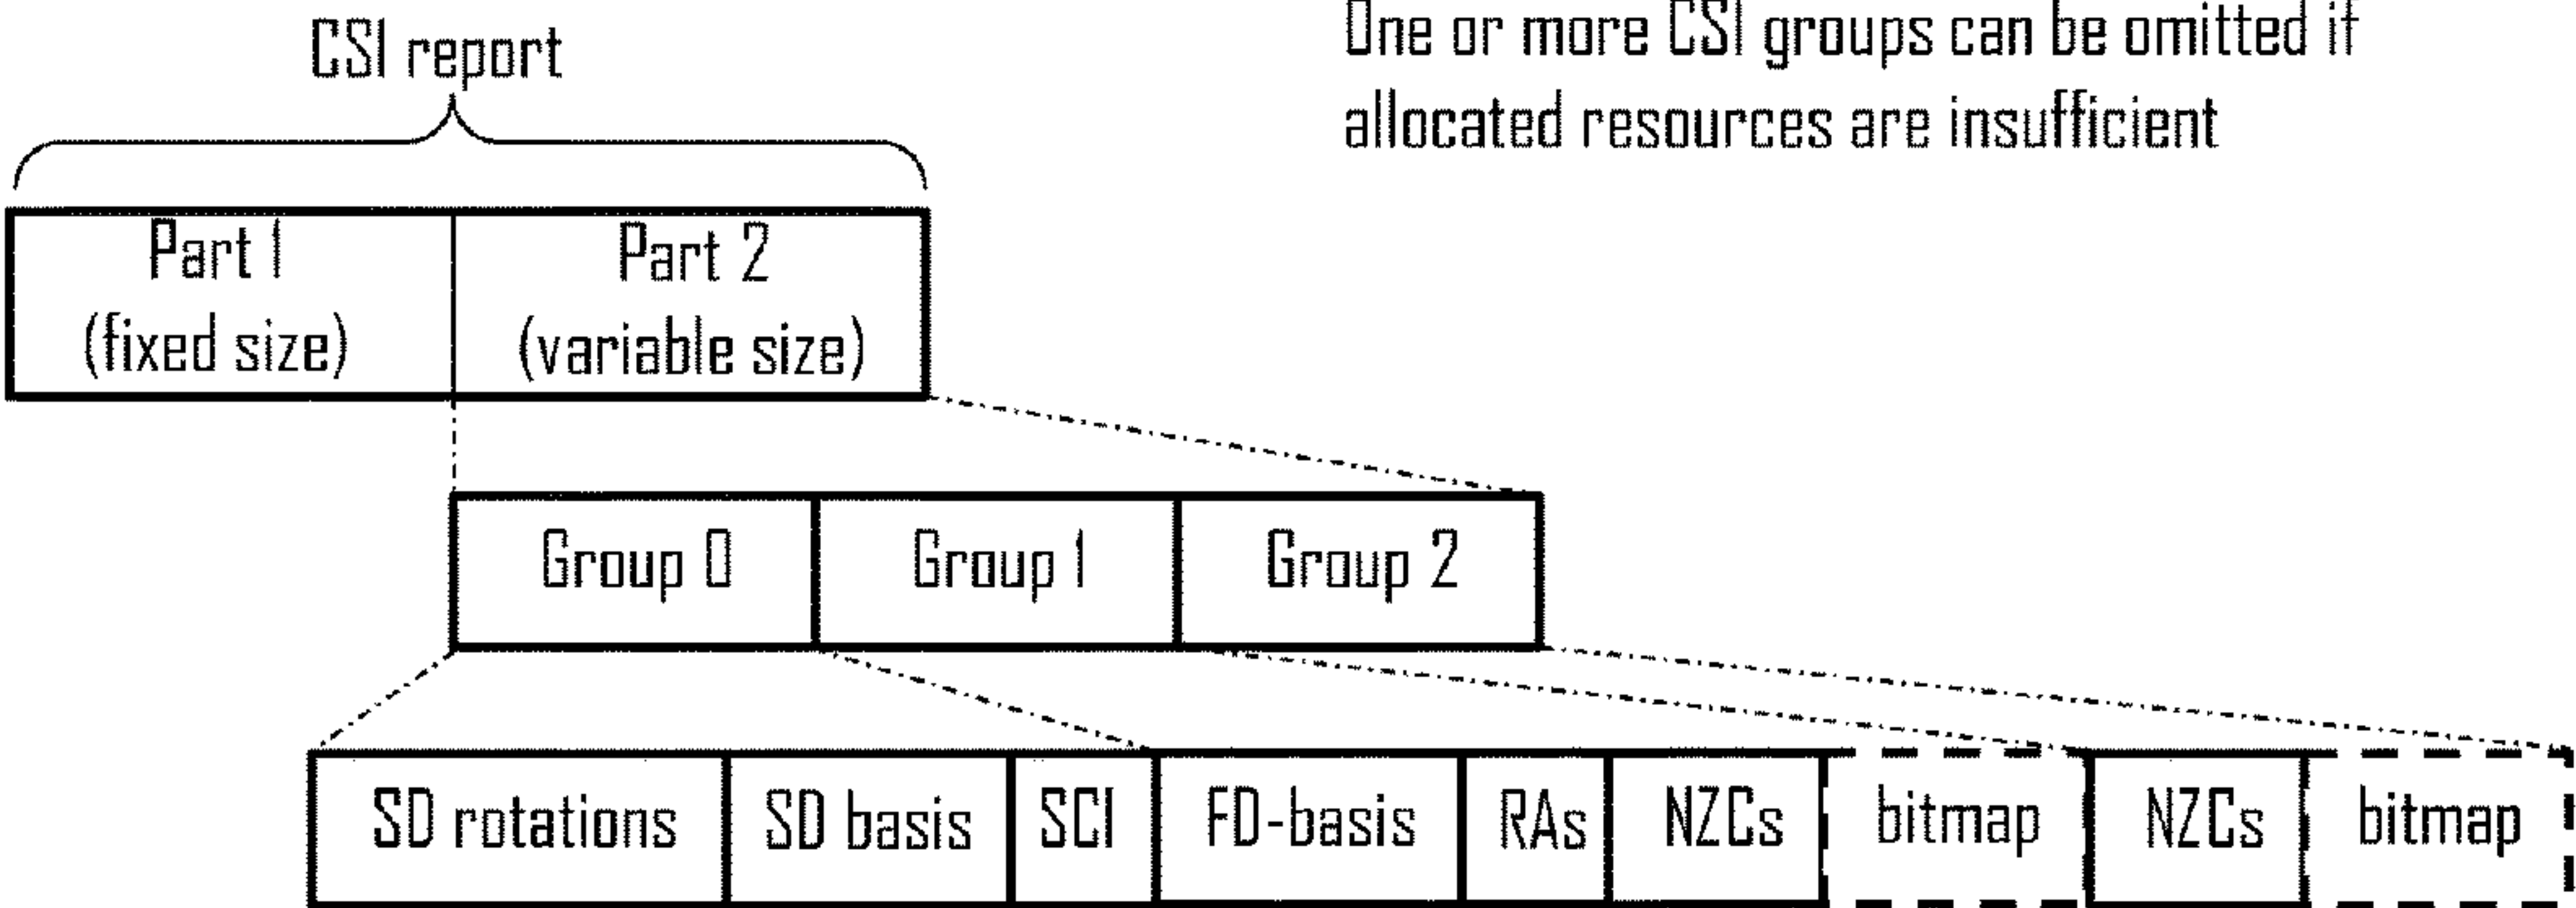 CSI report
One or more CSI groups can be omitted if
allocated resources are insufficient
Part 1
(fixed size)
Part 2
(variable size)
Group 0
Group 1
Group 2
SD rotations
SD basis
SCI
FD-basis
RAs
NZCs
bitmap
NZCs
bitmap